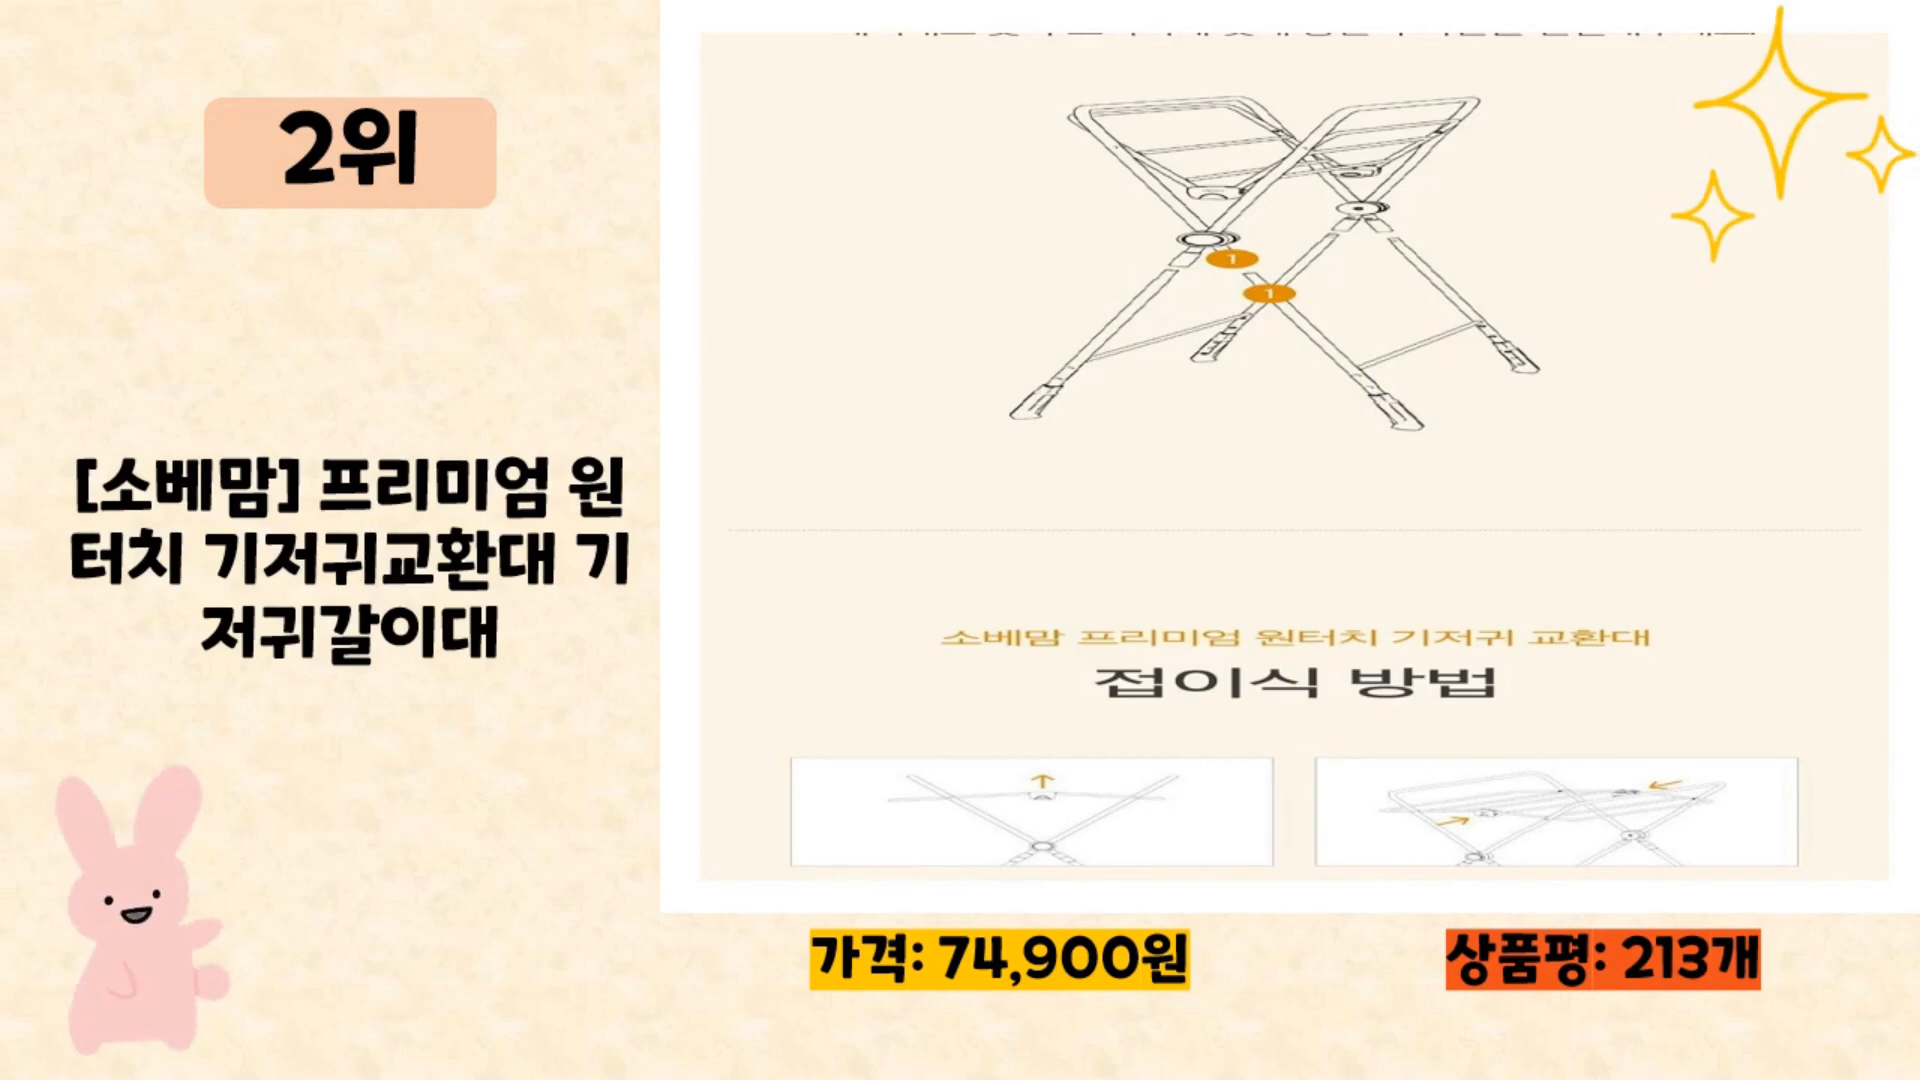 2위
[소베맘] 프리미엄 원
터치 기저귀교환대 기
저귀갈이대
1
1
소베맘 프리미엄 원터치 기저귀 교환대
접이식 방법
가격: 74,900원
상품평: 213개